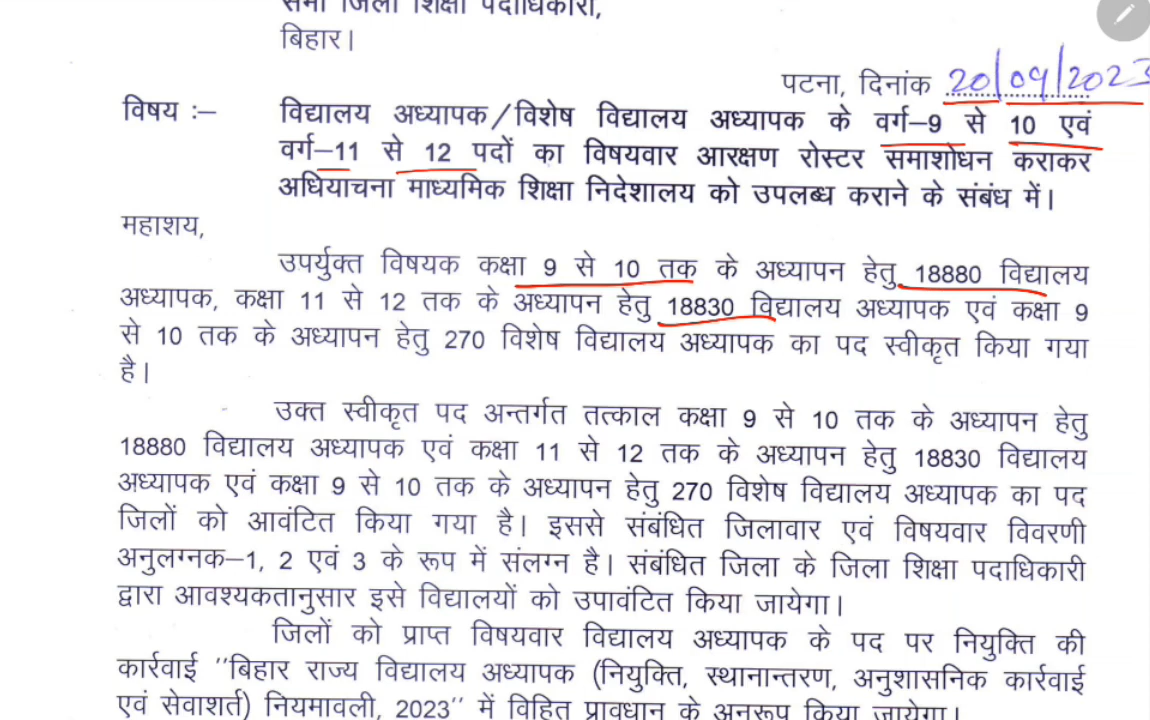 सभी जिला शिक्षा पदाधिकारी,
बिहार।
पटना, दिनांक 20/09/2023
विषय :– विद्यालय अध्यापक/विशेष विद्यालय अध्यापक के वर्ग–9 से 10 एवं
वर्ग–11 से 12 पदों का विषयवार आरक्षण रोस्टर समाशोधन कराकर
अधियाचना माध्यमिक शिक्षा निदेशालय को उपलब्ध कराने के संबंध में।
महाशय,
उपर्युक्त विषयक कक्षा 9 से 10 तक के अध्यापन हेतु 18880 विद्यालय
अध्यापक, कक्षा 11 से 12 तक के अध्यापन हेतु 18830 विद्यालय अध्यापक एवं कक्षा 9
से 10 तक के अध्यापन हेतु 270 विशेष विद्यालय अध्यापक का पद स्वीकृत किया गया
है।
उक्त स्वीकृत पद अन्तर्गत तत्काल कक्षा 9 से 10 तक के अध्यापन हेतु
18880 विद्यालय अध्यापक एवं कक्षा 11 से 12 तक के अध्यापन हेतु 18830 विद्यालय
अध्यापक एवं कक्षा 9 से 10 तक के अध्यापन हेतु 270 विशेष विद्यालय अध्यापक का पद
जिलों को आवंटित किया गया है। इससे संबंधित जिलावार एवं विषयवार विवरणी
अनुलग्नक–1, 2 एवं 3 के रूप में संलग्न है। संबंधित जिला के जिला शिक्षा पदाधिकारी
द्वारा आवश्यकतानुसार इसे विद्यालयों को उपावंटित किया जायेगा।
जिलों को प्राप्त विषयवार विद्यालय अध्यापक के पद पर नियुक्ति की
कार्रवाई ''बिहार राज्य विद्यालय अध्यापक (नियुक्ति, स्थानान्तरण, अनुशासनिक कार्रवाई
एवं सेवाशर्त) नियमावली, 2023'' में विहित प्रावधान के अनुरूप किया जायेगा।